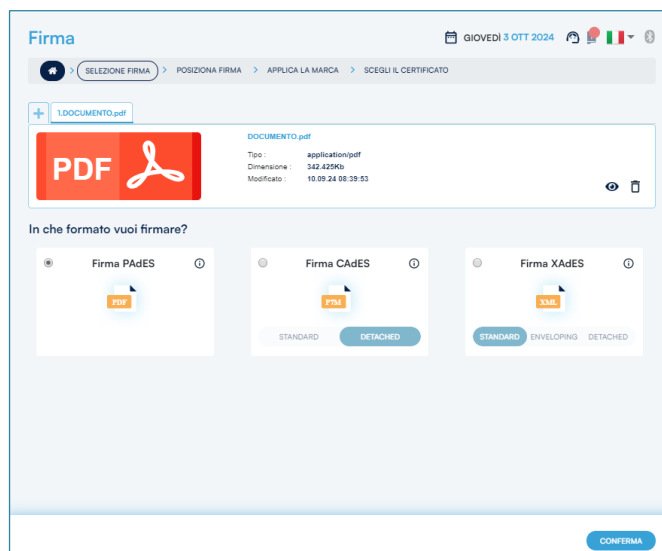 Firma
GIOVEDÌ 3 OTT 2024
SELEZIONE FIRMA > POSIZIONA FIRMA > APPLICA LA MARCA > SCEGLI IL CERTIFICATO
1.DOCUMENTO.pdf
PDF
DOCUMENTO.pdf
Tipo : application/pdf
Dimensione : 342.425Kb
Modificato : 10.09.24 08:39:53
In che formato vuoi firmare?
Firma PAdES
PDF
Firma CAdES
P7M
STANDARD DETACHED
Firma XAdES
XML
STANDARD ENVELOPING DETACHED
CONFERMA